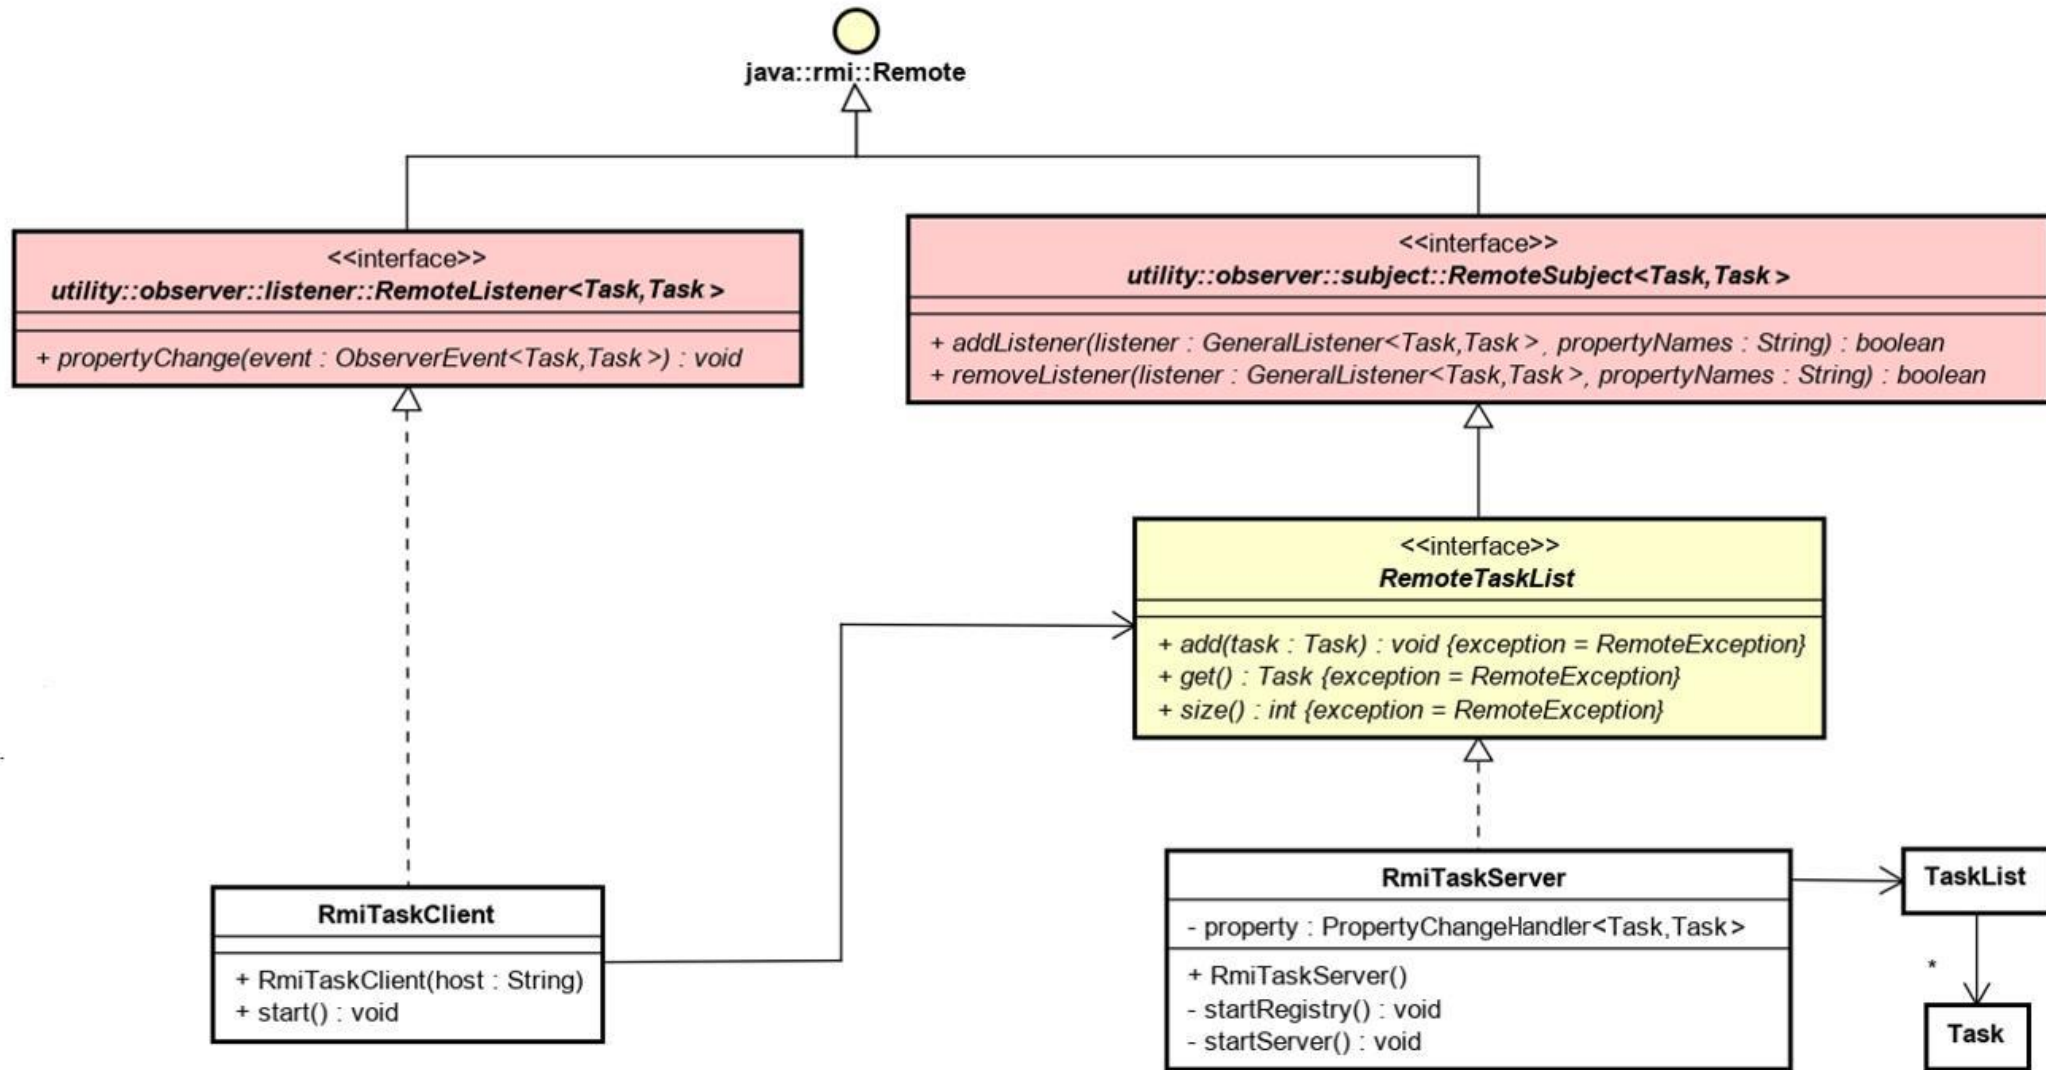 java::rmi::Remote
<<interface>>
utility::observer::listener::RemoteListener<Task,Task>
+ propertyChange(event : ObserverEvent<Task,Task>) : void
<<interface>>
utility::observer::subject::RemoteSubject<Task,Task>
+ addListener(listener : GeneralListener<Task,Task>, propertyNames : String) : boolean
+ removeListener(listener : GeneralListener<Task,Task>, propertyNames : String) : boolean
<<interface>>
RemoteTaskList
+ add(task : Task) : void {exception = RemoteException}
+ get() : Task {exception = RemoteException}
+ size() : int {exception = RemoteException}
RmiTaskClient
+ RmiTaskClient(host : String)
+ start() : void
RmiTaskServer
- property : PropertyChangeHandler<Task,Task>
+ RmiTaskServer()
- startRegistry() : void
- startServer() : void
TaskList
*
Task